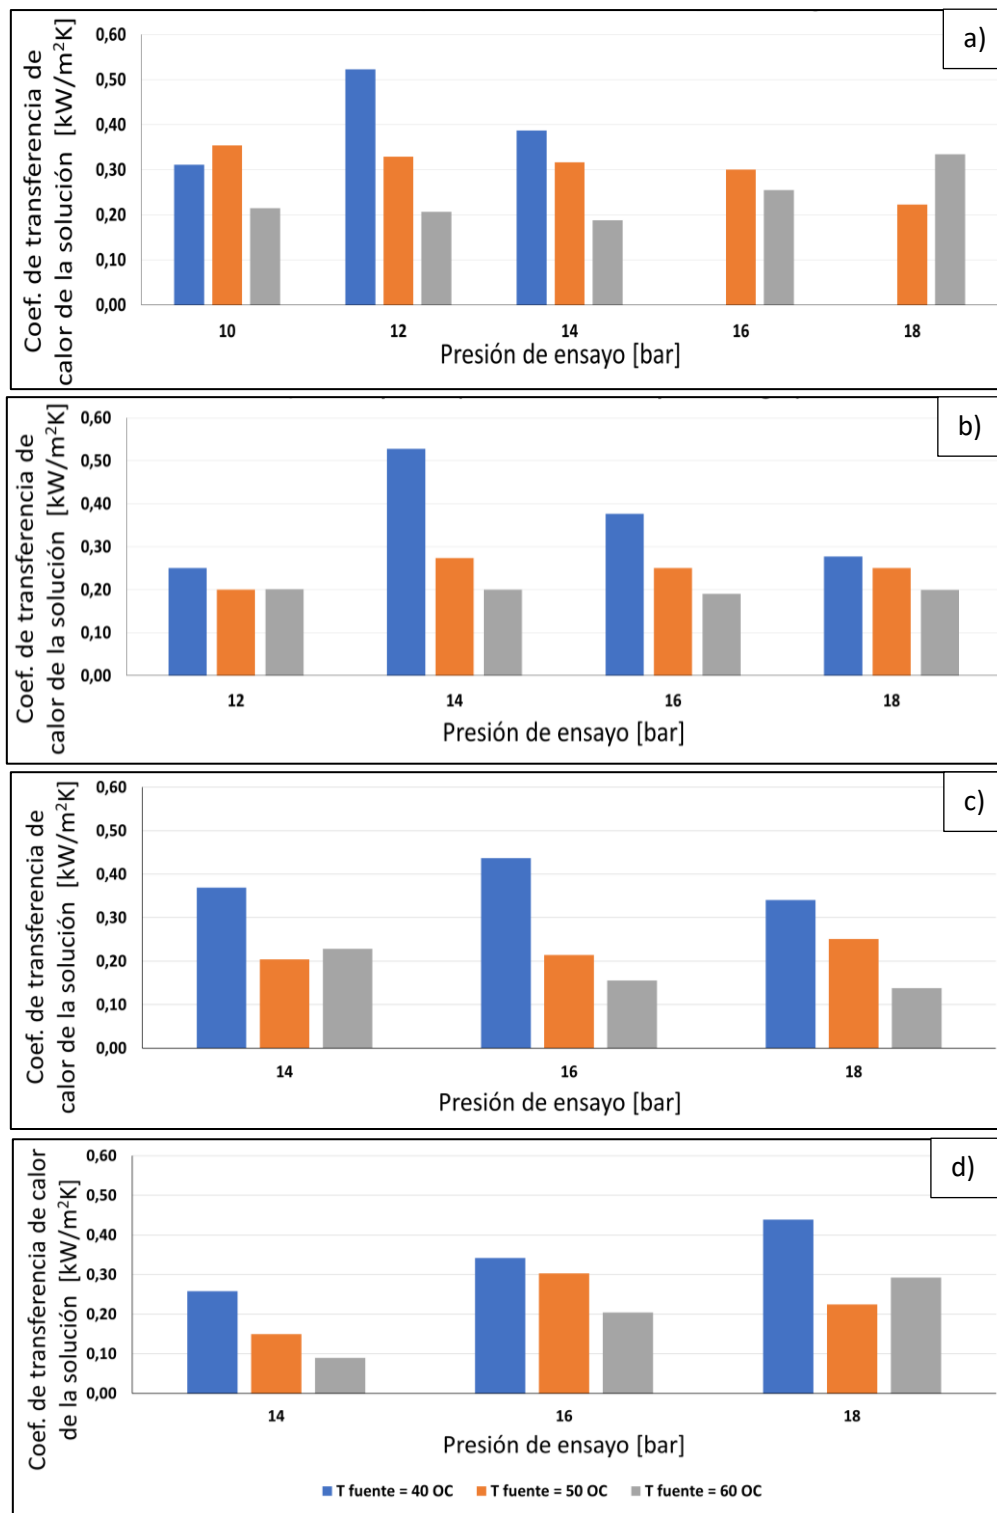 a)
Coef. de transferencia de
calor de la solución [kW/m²K]
0,60
0,50
0,40
0,30
0,20
0,10
0,00
10 12 14 16 18
Presión de ensayo [bar]
b)
Coef. de transferencia de
calor de la solución [kW/m²K]
0,60
0,50
0,40
0,30
0,20
0,10
0,00
12 14 16 18
Presión de ensayo [bar]
c)
Coef. de transferencia de
calor de la solución [kW/m²K]
0,60
0,50
0,40
0,30
0,20
0,10
0,00
14 16 18
Presión de ensayo [bar]
d)
Coef. de transferencia de calor
de la solución [kW/m²K]
0,60
0,50
0,40
0,30
0,20
0,10
0,00
14 16 18
Presión de ensayo [bar]
T fuente = 40 OC T fuente = 50 OC T fuente = 60 OC